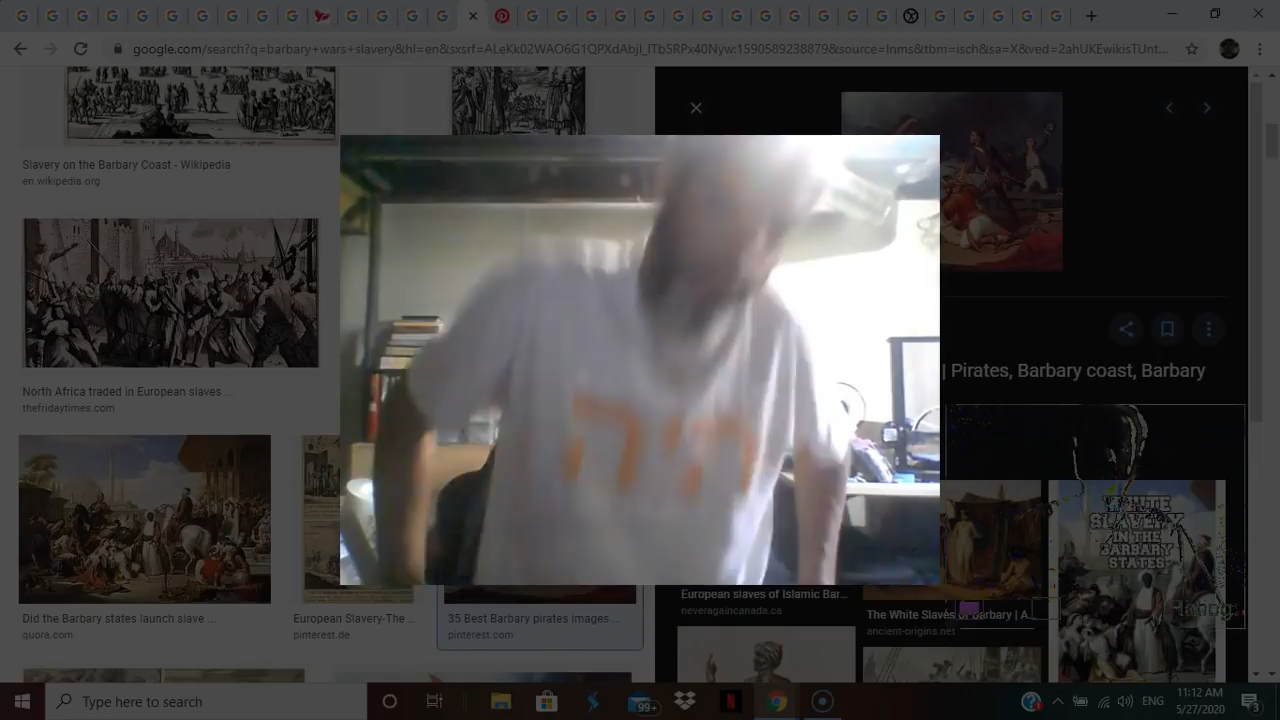 google.com/search?q=barbary+wars+slavery&hl=en&sxsrf=ALeKk02WAO6G1QPXdAbjI_ITb5RPx40Nyw:1590589238879&source=lnms&tbm=isch&sa=X&ved=2ahUKEwikisTUnt...
Slavery on the Barbary Coast - Wikipedia
en.wikipedia.org
| Pirates, Barbary coast, Barbary
North Africa traded in European slaves ...
thefridaytimes.com
חיה
WHITE
SLAVERY
IN THE
BARBARY
STATES
European slaves of Islamic Bar...
neveragaincanada.ca
The White Slaves of Barbary | A...
ancient-origins.net
Did the Barbary states launch slave ...
quora.com
European Slavery-The ...
pinterest.de
35 Best Barbary pirates images ...
pinterest.com
Type here to search
99+
ENG
11:12 AM
5/27/2020
3